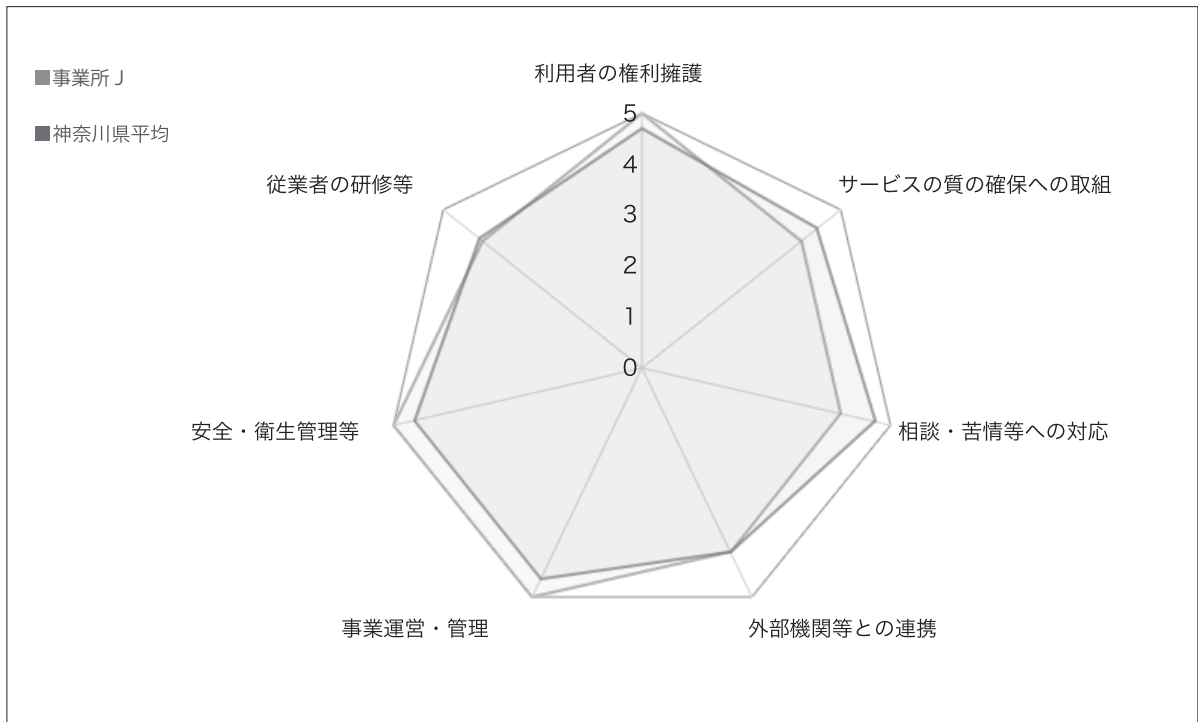 事業所J
神奈川県平均
利用者の権利擁護
従業者の研修等
サービスの質の確保への取組
5
4
3
2
1
0
安全・衛生管理等
相談・苦情等への対応
事業運営・管理
外部機関等との連携